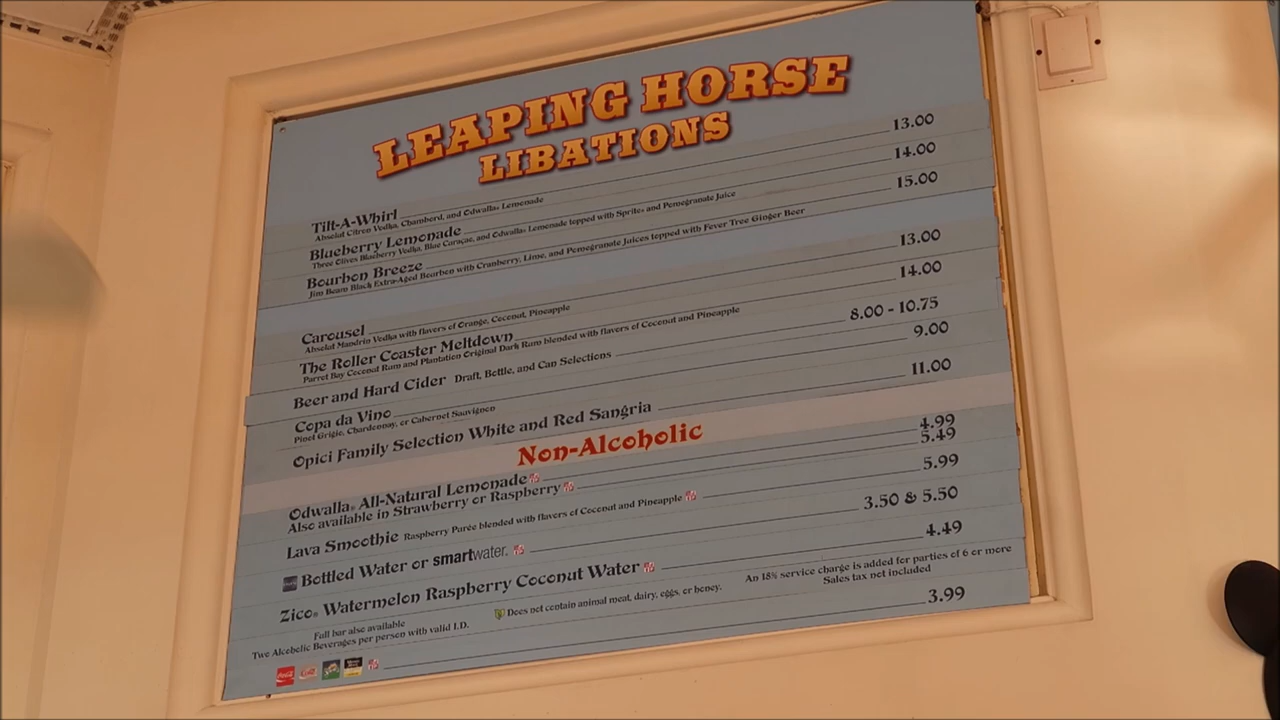 LEAPING HORSE
LIBATIONS
Tilt-A-Whirl 13.00
Absolut Citron Vodka, Chambord, and Odwalla® Lemonade
Blueberry Lemonade 14.00
Three Olives Blueberry Vodka, Blue Curaçao, and Odwalla® Lemonade topped with Sprite® and Pomegranate Juice
Bourbon Breeze 15.00
Jim Beam Black Extra-Aged Bourbon with Cranberry, Lime, and Pomegranate Juices topped with Fever Tree Ginger Beer
Carousel 13.00
Absolut Mandrin Vodka with flavors of Orange, Coconut, Pineapple
The Roller Coaster Meltdown 14.00
Parrot Bay Coconut Rum and Plantation Original Dark Rum blended with flavors of Coconut and Pineapple
Beer and Hard Cider Draft, Bottle, and Can Selections 8.00 - 10.75
Copa da Vino 9.00
Pinot Grigio, Chardonnay, or Cabernet Sauvignon
Opici Family Selection White and Red Sangria 11.00
Non-Alcoholic
Odwalla® All-Natural Lemonade 4.99
Also available in Strawberry or Raspberry 5.49
Lava Smoothie Raspberry Purée blended with flavors of Coconut and Pineapple 5.99
Bottled Water or smartwater. 3.50 & 5.50
Zico® Watermelon Raspberry Coconut Water 4.49
Full bar also available
Two Alcoholic Beverages per person with valid I.D.
Does not contain animal meat, dairy, eggs, or honey.
An 18% service charge is added for parties of 6 or more
Sales tax not included
Coca-Cola 3.99